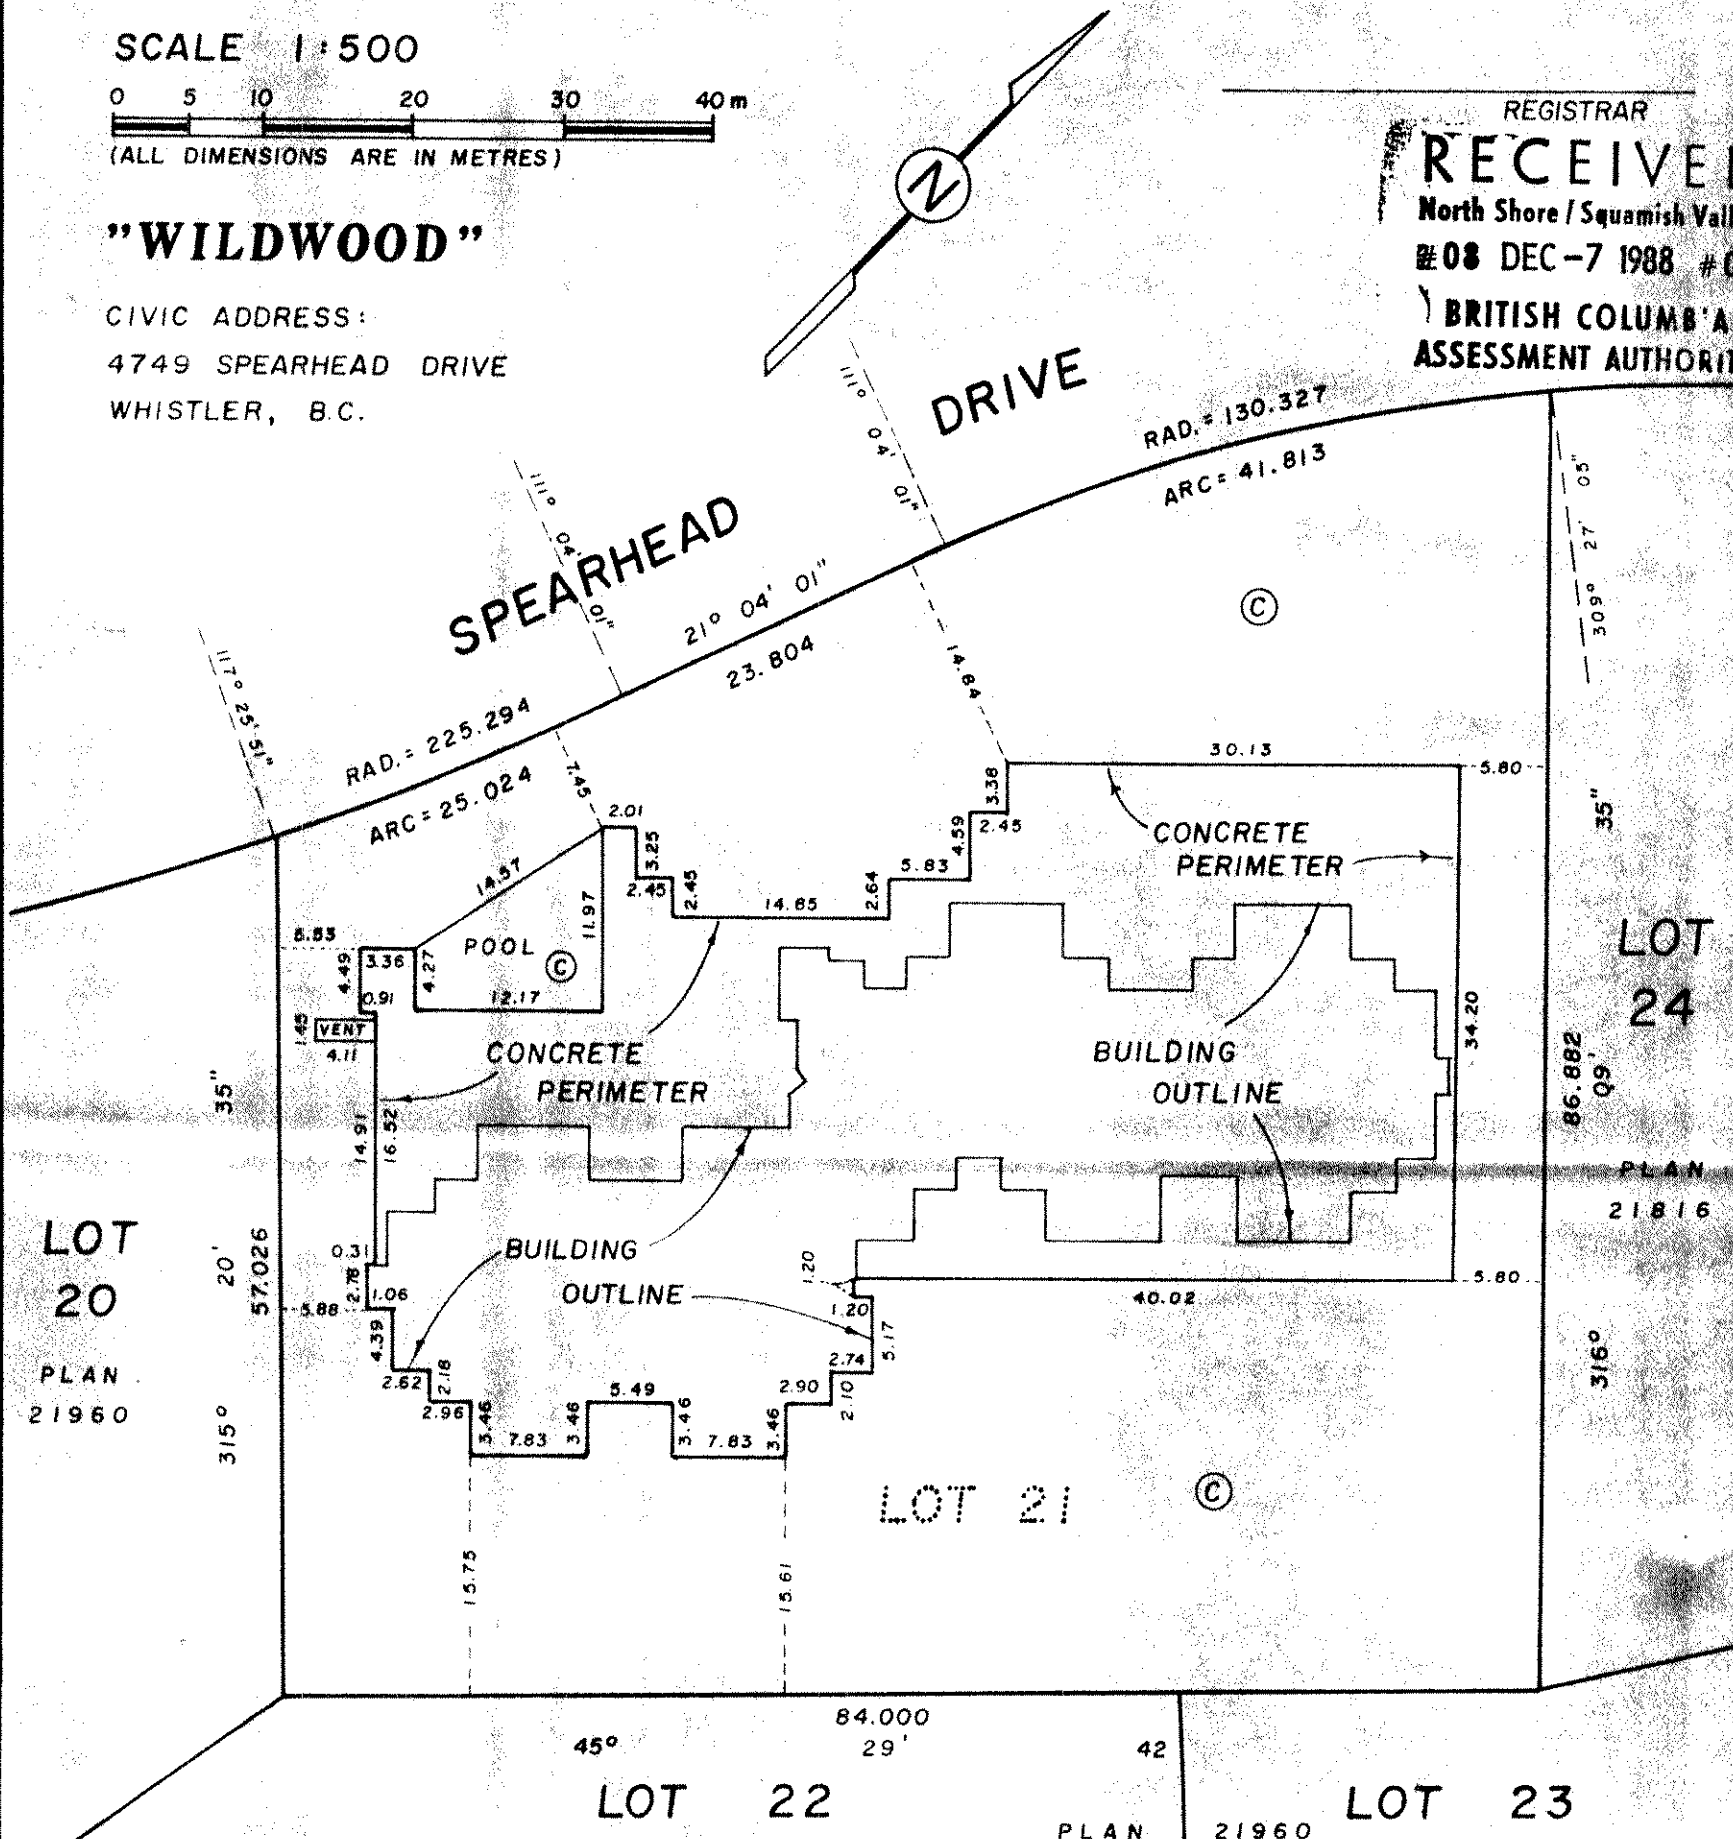 SCALE 1:500
0 5 10 20 30 40 m
(ALL DIMENSIONS ARE IN METRES)
"WILDWOOD"
CIVIC ADDRESS:
4749 SPEARHEAD DRIVE
WHISTLER, B.C.
N
REGISTRAR
RECEIVE
North Shore / Squamish Vall
#08 DEC-7 1988 #0
BRITISH COLUMB'A
ASSESSMENT AUTHORIT
SPEARHEAD DRIVE
111° 04' 01"
111° 04' 01"
117° 25' 51"
309° 27' 05"
RAD. = 130.327
ARC = 41.813
21° 04' 01"
23.804
RAD. = 225.294
ARC = 25.024
14.84
7.45
C
30.13
5.80
3.38
2.45
4.59
5.83
2.64
14.85
2.45
2.45
3.25
2.01
14.57
11.97
POOL
C
12.17
4.27
3.36
4.49
0.91
1.45
VENT
4.11
CONCRETE
PERIMETER
CONCRETE
PERIMETER
BUILDING
OUTLINE
BUILDING
OUTLINE
34.20
LOT
24
PLAN
21816
86.882
316° 09' 35"
14.91
16.52
0.31
2.78
5.88
1.06
4.39
2.62
2.18
2.96
3.46
7.83
3.46
5.49
3.46
7.83
3.46
2.90
2.10
2.74
5.17
1.20
1.20
40.02
5.80
LOT
20
PLAN
21960
315° 20' 35"
57.026
15.75
15.61
LOT 21
C
84.000
45° 29' 42
LOT 22
LOT 23
PLAN 21960